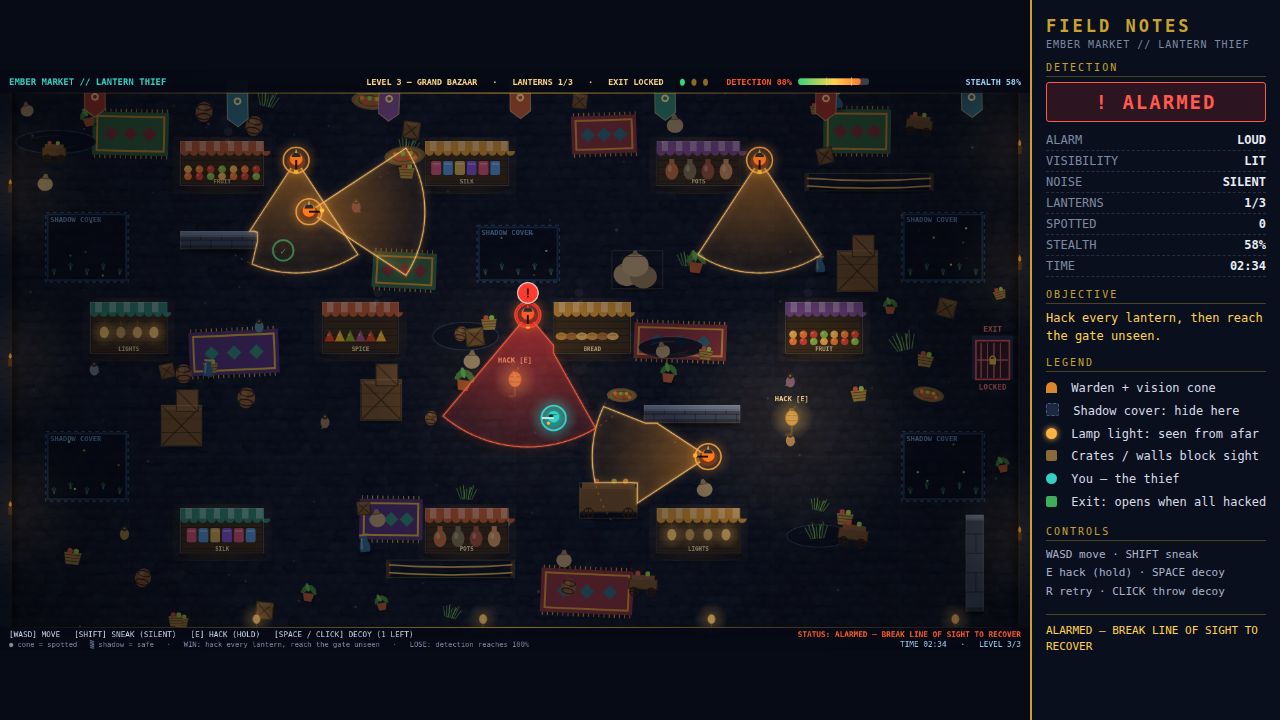 EMBER MARKET // LANTERN THIEF
LEVEL 3 — GRAND BAZAAR · LANTERNS 1/3 · EXIT LOCKED
DETECTION 88%
STEALTH 58%
FRUIT
SILK
POTS
SHADOW COVER
SHADOW COVER
SHADOW COVER
LIGHTS
SPICE
!
BREAD
FRUIT
EXIT
LOCKED
HACK [E]
HACK [E]
SHADOW COVER
SHADOW COVER
SILK
POTS
LIGHTS
[WASD] MOVE [SHIFT] SNEAK (SILENT) [E] HACK (HOLD) [SPACE / CLICK] DECOY (1 LEFT)
cone = spotted shadow = safe · WIN: hack every lantern, reach the gate unseen · LOSE: detection reaches 100%
STATUS: ALARMED — BREAK LINE OF SIGHT TO RECOVER
TIME 02:34 · LEVEL 3/3
FIELD NOTES
EMBER MARKET // LANTERN THIEF
DETECTION
! ALARMED
ALARM LOUD
VISIBILITY LIT
NOISE SILENT
LANTERNS 1/3
SPOTTED 0
STEALTH 58%
TIME 02:34
OBJECTIVE
Hack every lantern, then reach
the gate unseen.
LEGEND
Warden + vision cone
Shadow cover: hide here
Lamp light: seen from afar
Crates / walls block sight
You — the thief
Exit: opens when all hacked
CONTROLS
WASD move · SHIFT sneak
E hack (hold) · SPACE decoy
R retry · CLICK throw decoy
ALARMED — BREAK LINE OF SIGHT TO
RECOVER